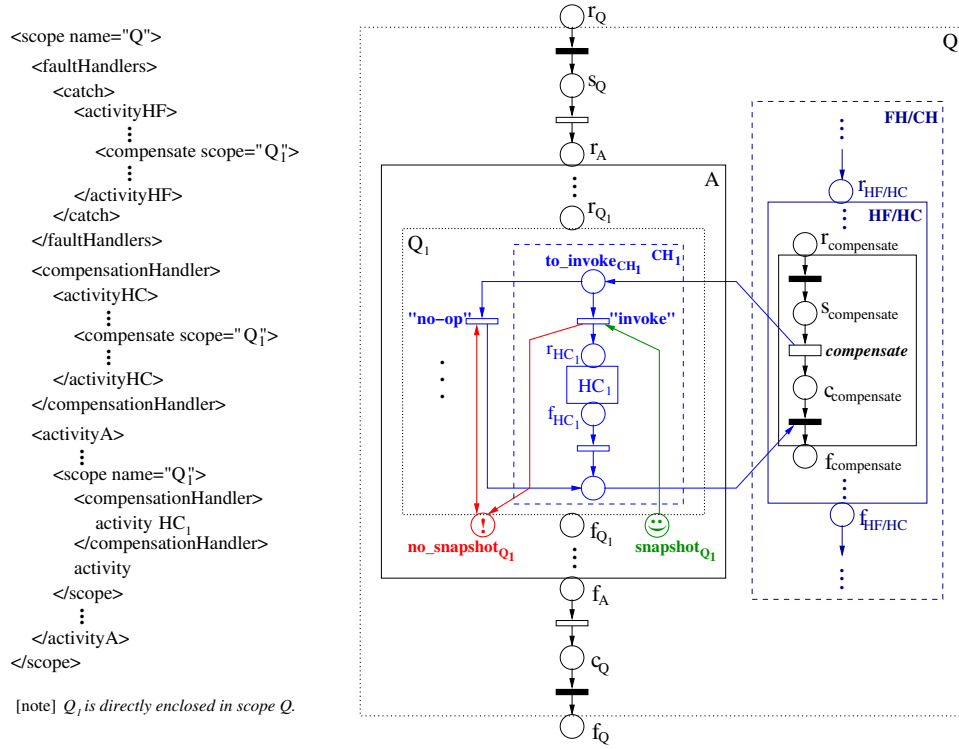 <scope name="Q">
<faultHandlers>
<catch>
<activityHF>
<compensate scope="Q1">
</activityHF>
</catch>
</faultHandlers>
<compensationHandler>
<activityHC>
<compensate scope="Q1">
</activityHC>
</compensationHandler>
<activityA>
<scope name="Q1">
<compensationHandler>
activity HC1
</compensationHandler>
activity
</scope>
</activityA>
</scope>
[note] Q1 is directly enclosed in scope Q.
rQ
Q
sQ
rA
A
rQ1
Q1
CH1
to_invokeCH1
"no-op"
"invoke"
rHC1
HC1
fHC1
!
no_snapshotQ1
snapshotQ1
fQ1
fA
cQ
fQ
FH/CH
rHF/HC
HF/HC
rcompensate
scompensate
compensate
ccompensate
fcompensate
fHF/HC